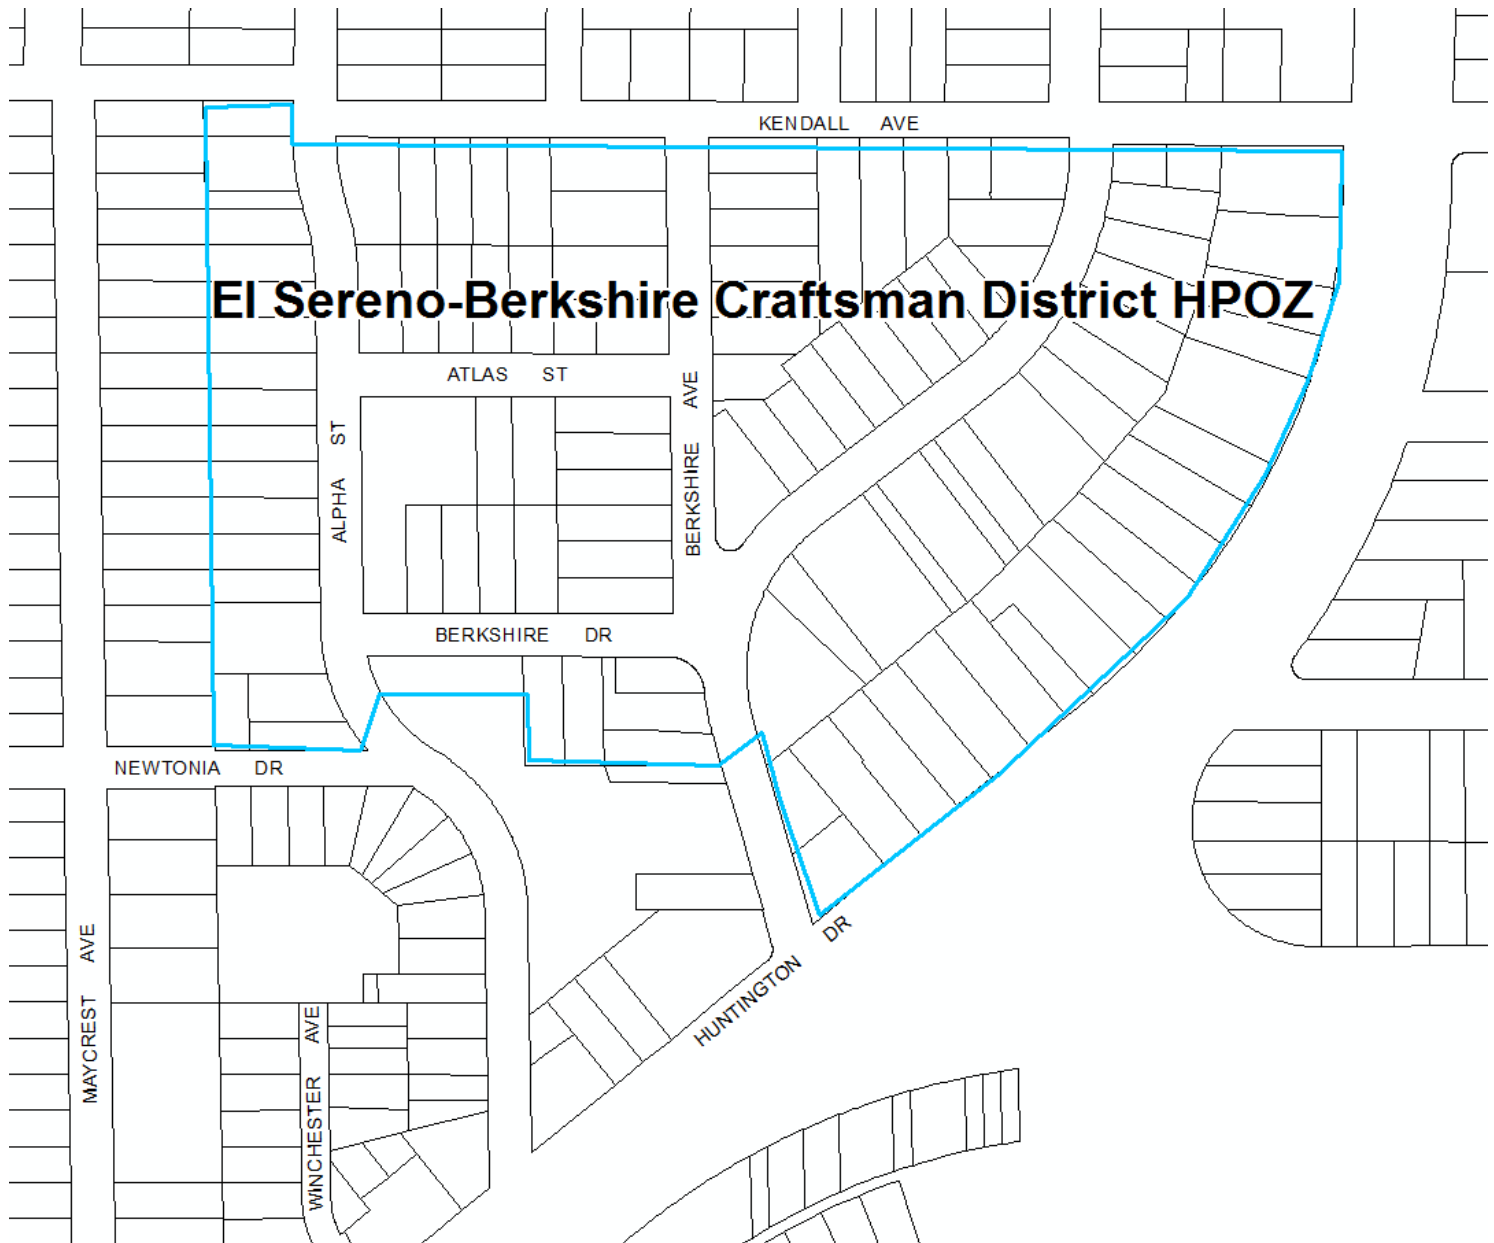 KENDALL AVE
El Sereno-Berkshire Craftsman District HPOZ
ATLAS ST
ALPHA ST
BERKSHIRE AVE
BERKSHIRE DR
NEWTONIA DR
HUNTINGTON DR
MAYCREST AVE
WINCHESTER AVE